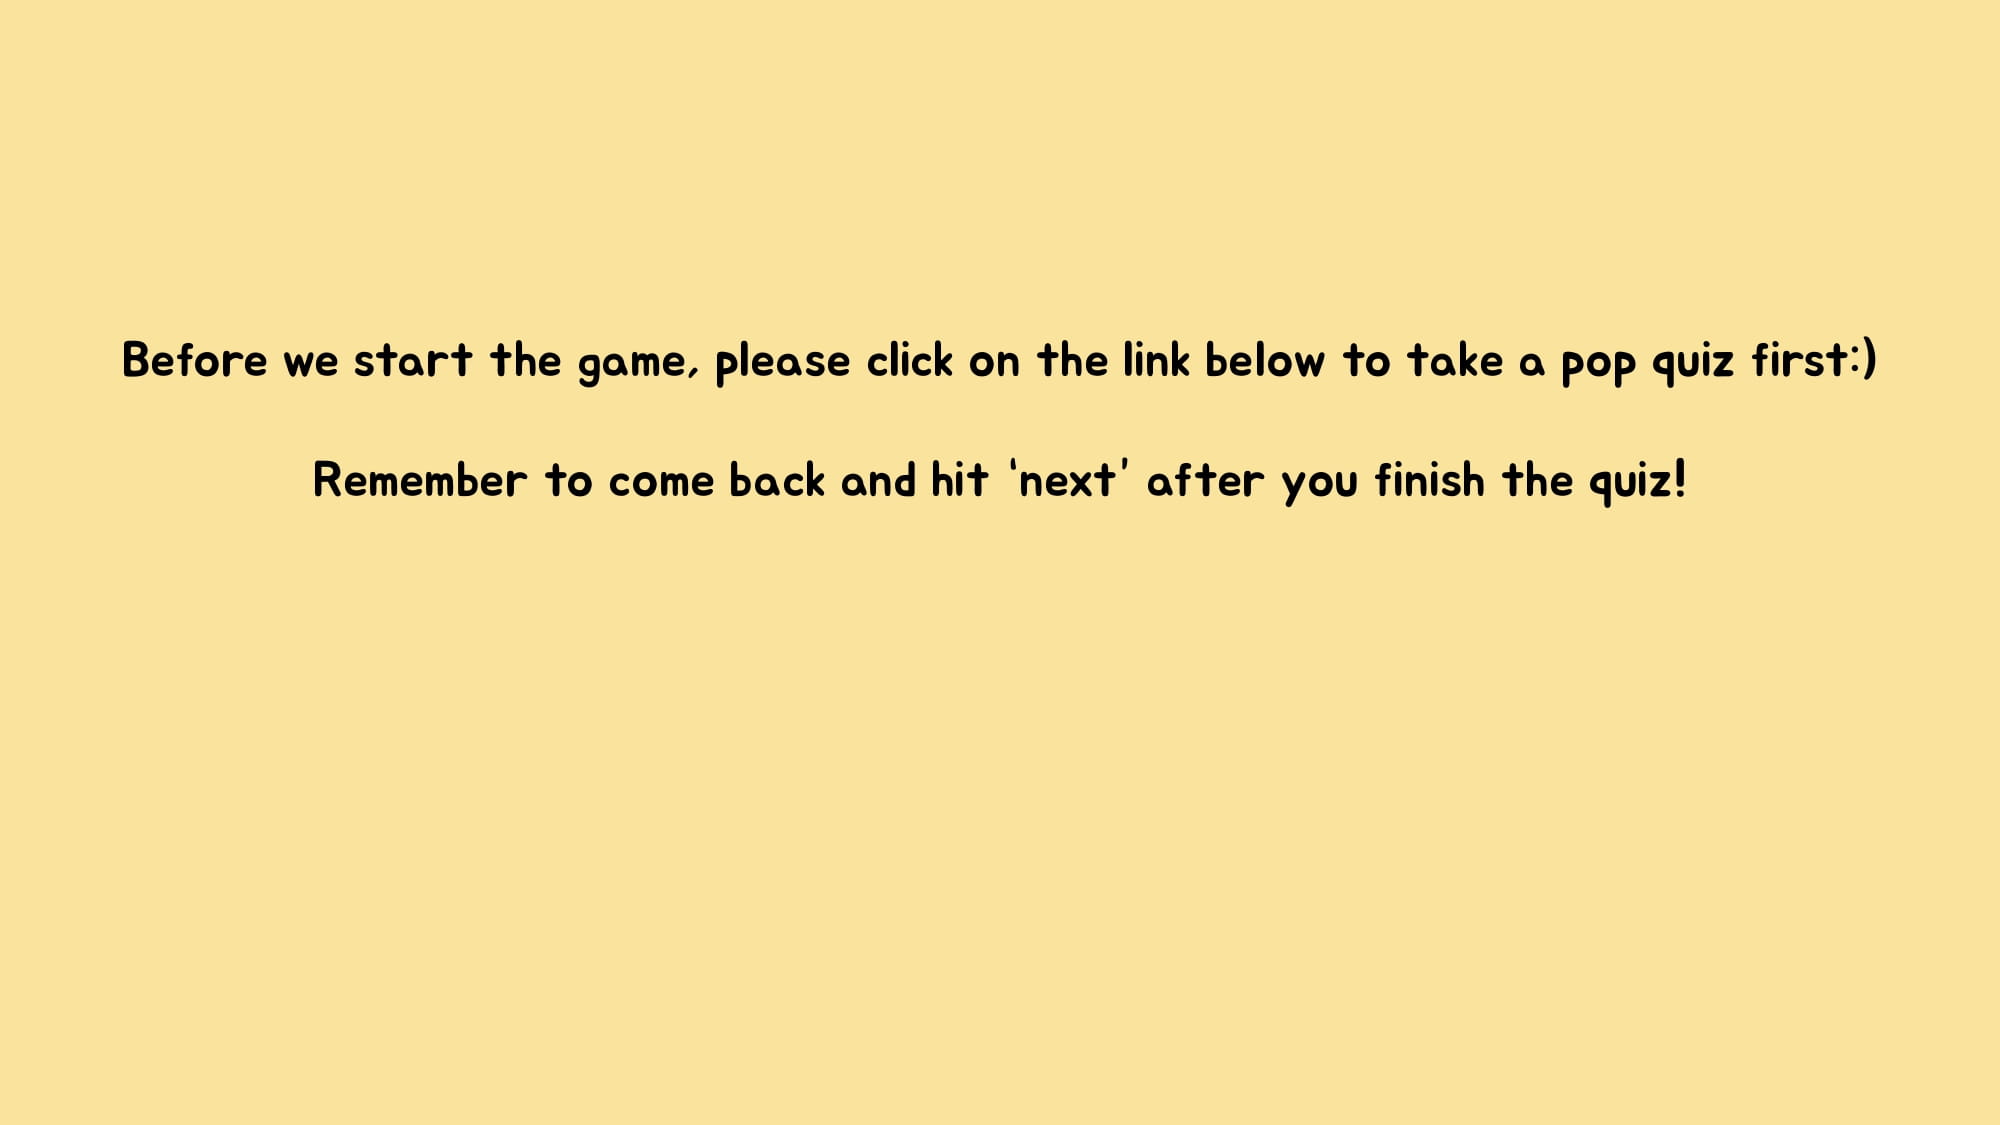 Before we start the game, please click on the link below to take a pop quiz first:)
Remember to come back and hit ‘next’ after you finish the quiz!